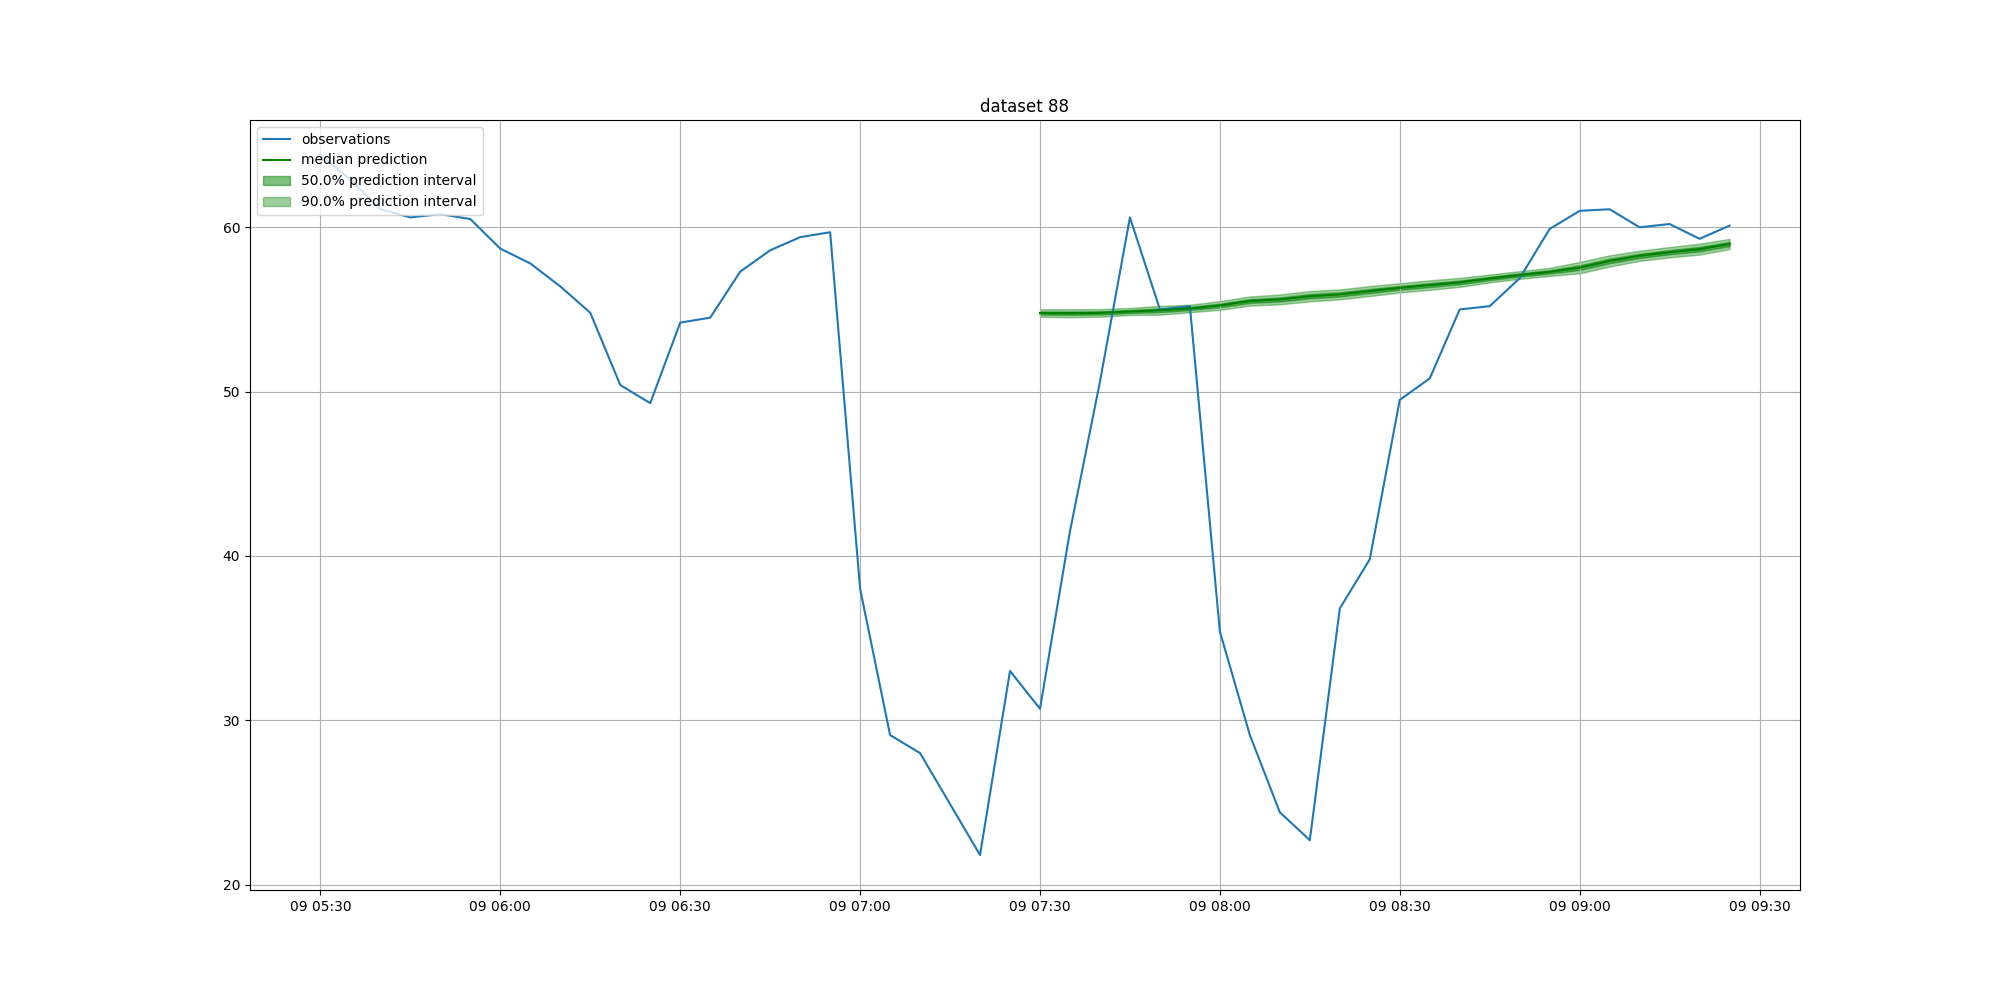 dataset 88
observations
median prediction
50.0% prediction interval
90.0% prediction interval
60
50
40
30
20
09 05:30 09 06:00 09 06:30 09 07:00 09 07:30 09 08:00 09 08:30 09 09:00 09 09:30